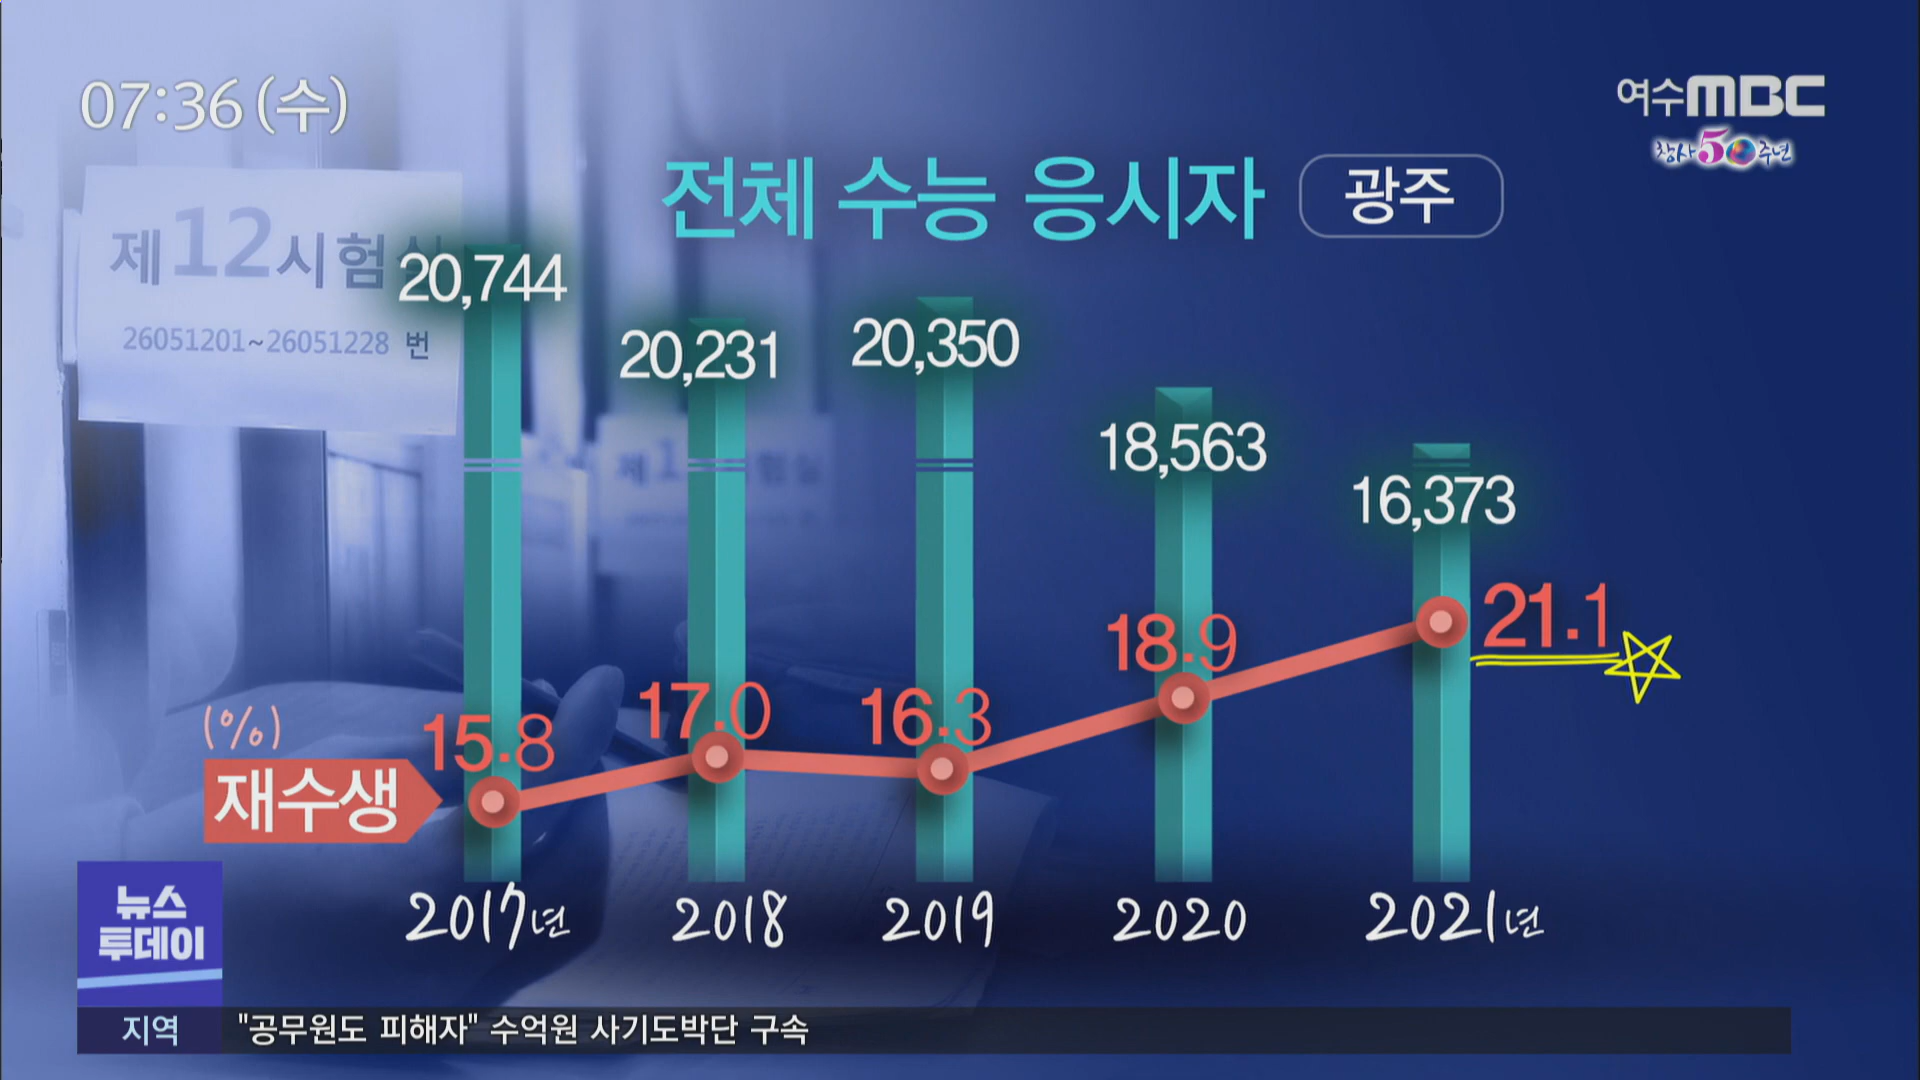 07:36 (수)
여수MBC
창사50주년
전체 수능 응시자 광주
제12시험실
26051201~26051228 번
20,744
20,231
20,350
18,563
16,373
(%)
재수생
15.8
17.0
16.3
18.9
21.1
2017년
2018
2019
2020
2021년
뉴스
투데이
지역
"공무원도 피해자" 수억원 사기도박단 구속